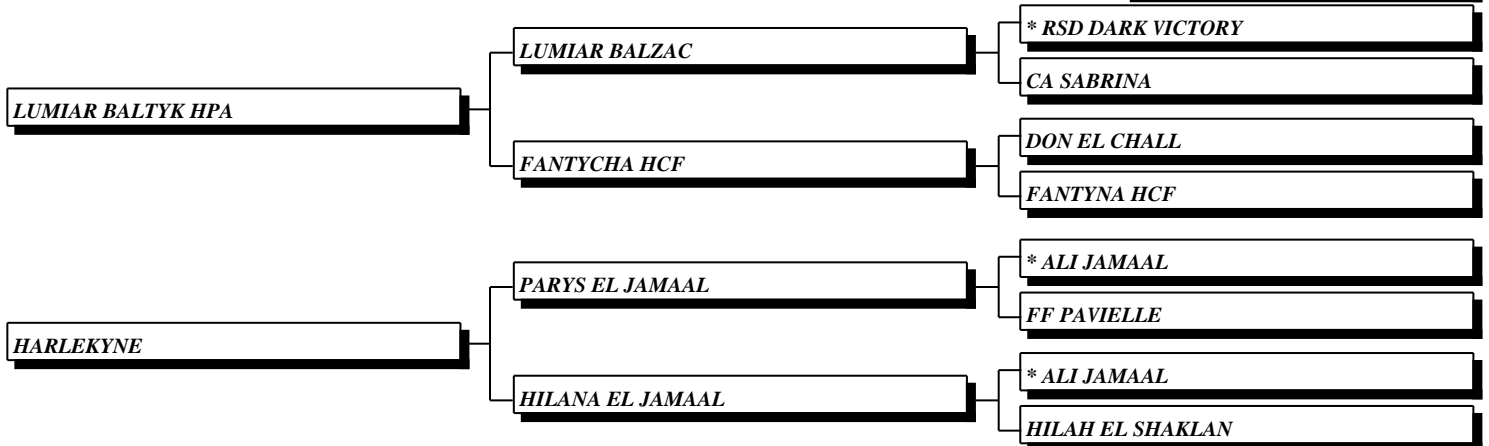 * RSD DARK VICTORY
LUMIAR BALZAC
CA SABRINA
LUMIAR BALTYK HPA
DON EL CHALL
FANTYCHA HCF
FANTYNA HCF
* ALI JAMAAL
PARYS EL JAMAAL
FF PAVIELLE
HARLEKYNE
* ALI JAMAAL
HILANA EL JAMAAL
HILAH EL SHAKLAN